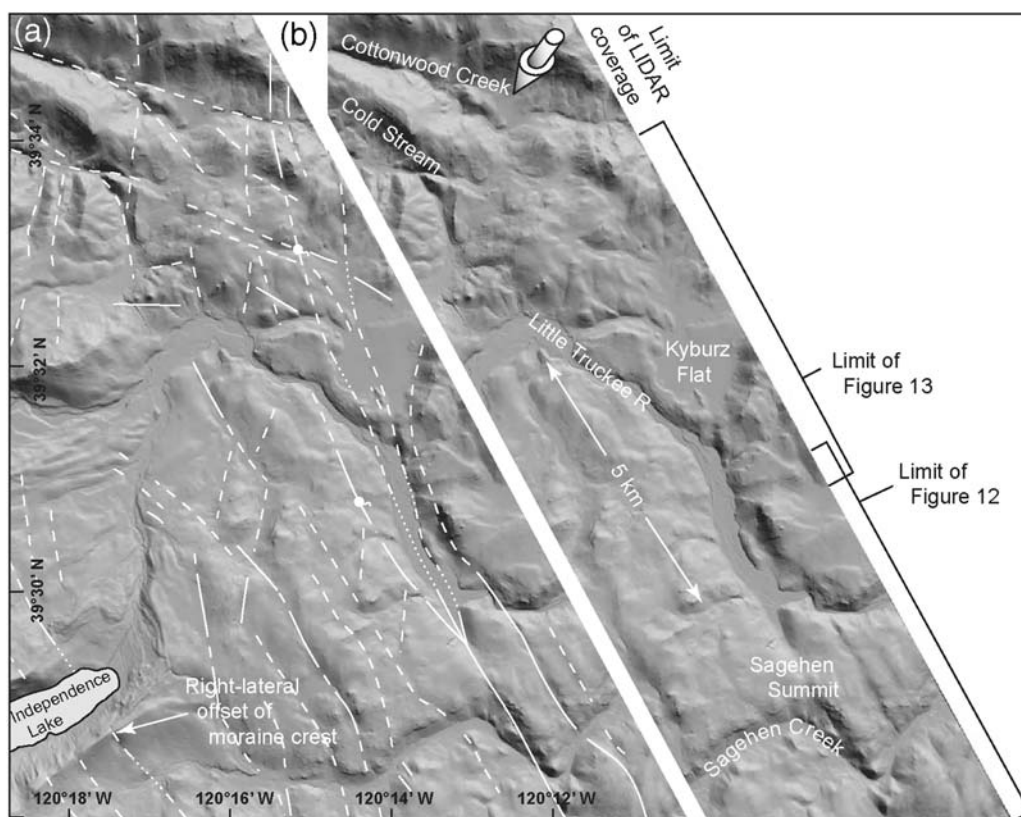 (a)
(b)
Cottonwood Creek
Cold Stream
Limit
of LIDAR
coverage
39°34' N
39°32' N
39°30' N
Little Truckee R
Kyburz
Flat
5 km
Limit of
Figure 13
Limit of
Figure 12
Independence
Lake
Right-lateral
offset of
moraine crest
Sagehen
Summit
Sagehen Creek
120°18' W
120°16' W
120°14' W
120°12' W